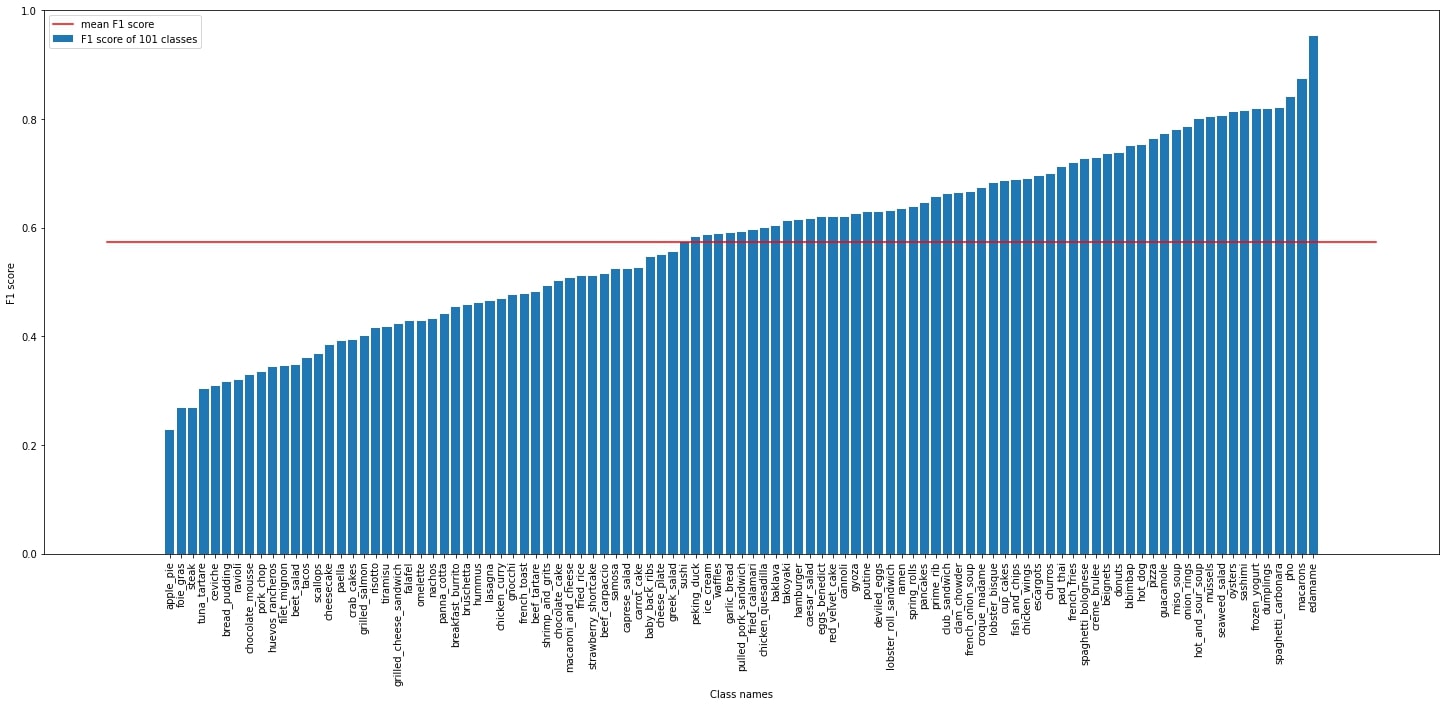 mean F1 score
F1 score of 101 classes
1.0
0.8
0.6
0.4
0.2
0.0
F1 score
apple_pie
foie_gras
steak
tuna_tartare
ceviche
bread_pudding
ravioli
chocolate_mousse
pork_chop
huevos_rancheros
filet_mignon
beet_salad
tacos
scallops
cheesecake
paella
crab_cakes
grilled_salmon
risotto
tiramisu
grilled_cheese_sandwich
falafel
omelette
nachos
panna_cotta
breakfast_burrito
bruschetta
hummus
lasagna
chicken_curry
gnocchi
french_toast
beef_tartare
shrimp_and_grits
chocolate_cake
macaroni_and_cheese
fried_rice
strawberry_shortcake
beef_carpaccio
samosa
caprese_salad
carrot_cake
baby_back_ribs
cheese_plate
greek_salad
sushi
peking_duck
ice_cream
waffles
garlic_bread
pulled_pork_sandwich
fried_calamari
chicken_quesadilla
baklava
takoyaki
hamburger
caesar_salad
eggs_benedict
red_velvet_cake
cannoli
gyoza
poutine
deviled_eggs
lobster_roll_sandwich
ramen
spring_rolls
pancakes
prime_rib
club_sandwich
clam_chowder
french_onion_soup
croque_madame
lobster_bisque
cup_cakes
fish_and_chips
chicken_wings
escargots
churros
pad_thai
french_fries
spaghetti_bolognese
creme_brulee
beignets
donuts
bibimbap
hot_dog
pizza
guacamole
miso_soup
onion_rings
hot_and_sour_soup
mussels
seaweed_salad
oysters
sashimi
frozen_yogurt
dumplings
spaghetti_carbonara
pho
macarons
edamame
Class names